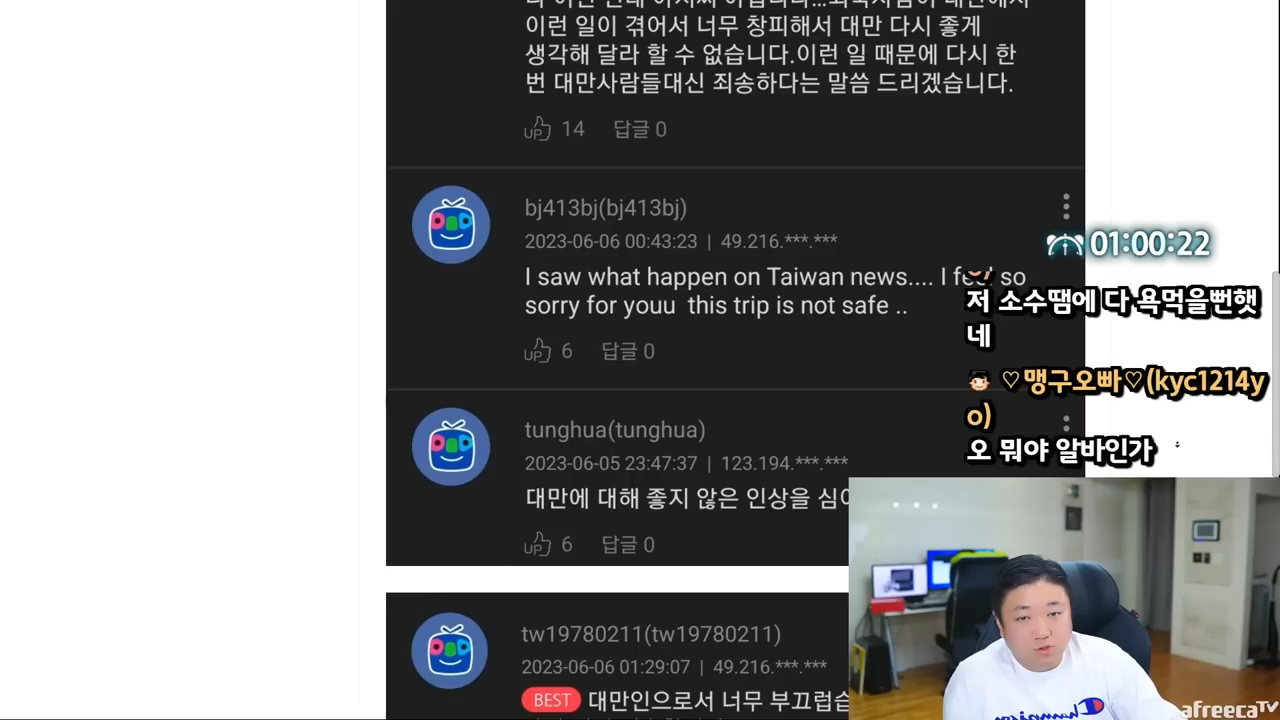 이런 일이 겪어서 너무 창피해서 대만 다시 좋게
생각해 달라 할 수 없습니다.이런 일 때문에 다시 한
번 대만사람들대신 죄송하다는 말씀 드리겠습니다.
UP 14 답글 0
bj413bj(bj413bj)
2023-06-06 00:43:23 | 49.216.***.***
I saw what happen on Taiwan news.... I feel so
sorry for youu this trip is not safe ..
UP 6 답글 0
tunghua(tunghua)
2023-06-05 23:47:37 | 123.194.***.***
대만에 대해 좋지 않은 인상을
UP 6 답글 0
tw19780211(tw19780211)
2023-06-06 01:29:07 | 49.216.***.***
BEST 대만인으로서 너무
01:00:22
저 소수땜에 다 욕먹을뻔햇
네
♡맹구오빠♡(kyc1214y
o)
오 뭐야 알바인가
Champion
afreecaTV